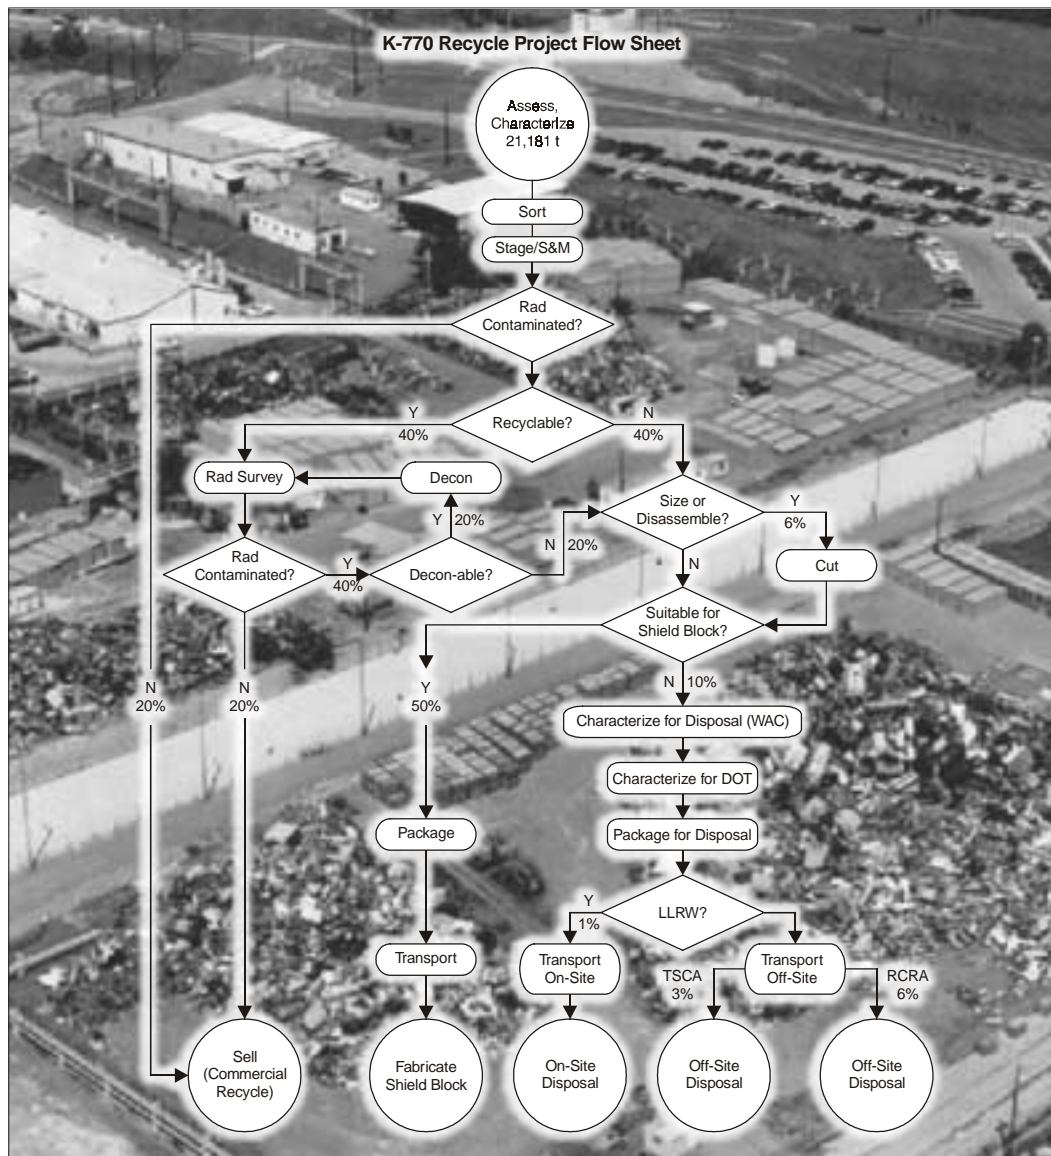 K-770 Recycle Project Flow Sheet
Assess,
Characterize
21,181 t
Sort
Stage/S&M
Rad
Contaminated?
Recyclable?
Y
40%
N
40%
Rad Survey
Decon
Y 20%
Size or
Disassemble?
Y
6%
N 20%
Rad
Contaminated?
Y
40%
Decon-able?
N
Cut
Suitable for
Shield Block?
N
20%
N
20%
Y
50%
N 10%
Characterize for Disposal (WAC)
Characterize for DOT
Package
Package for Disposal
Y
1%
LLRW?
Transport
Transport
On-Site
TSCA
3%
Transport
Off-Site
RCRA
6%
Sell
(Commercial
Recycle)
Fabricate
Shield Block
On-Site
Disposal
Off-Site
Disposal
Off-Site
Disposal